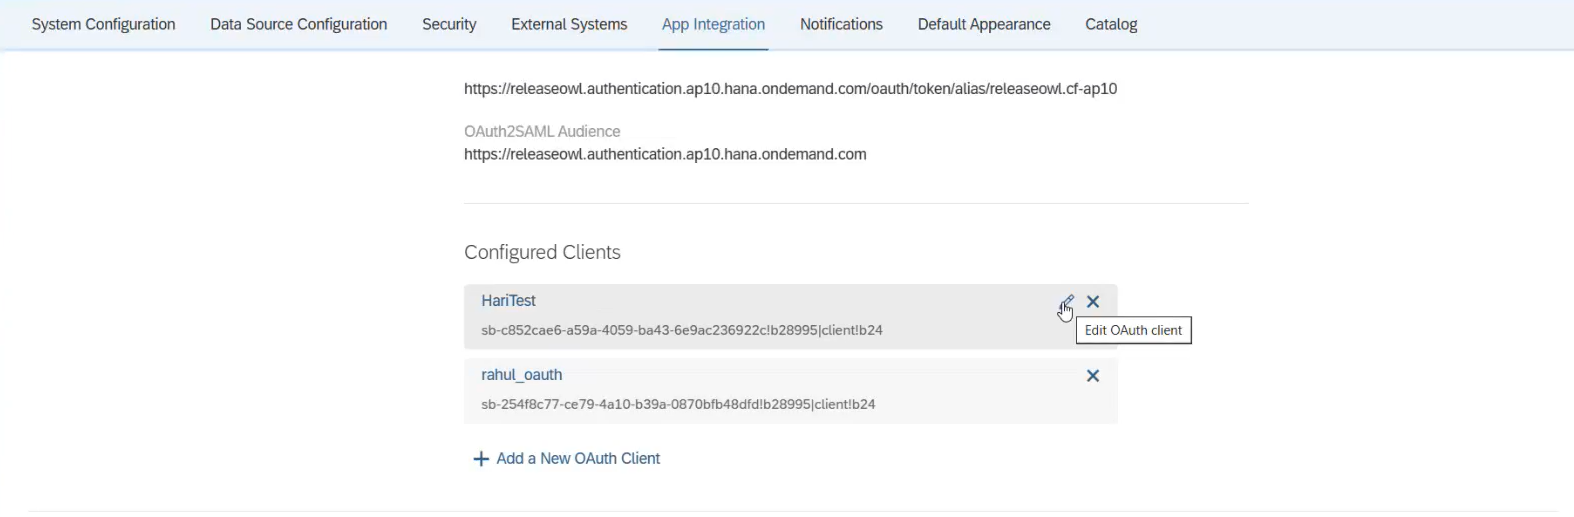 System Configuration Data Source Configuration Security External Systems App Integration Notifications Default Appearance Catalog
https://releaseowl.authentication.ap10.hana.ondemand.com/oauth/token/alias/releaseowl.cf-ap10
OAuth2SAML Audience
https://releaseowl.authentication.ap10.hana.ondemand.com
Configured Clients
HariTest
sb-c852cae6-a59a-4059-ba43-6e9ac236922c!b28995|client!b24
Edit OAuth client
rahul_oauth
sb-254f8c77-ce79-4a10-b39a-0870bfb48dfd!b28995|client!b24
+ Add a New OAuth Client